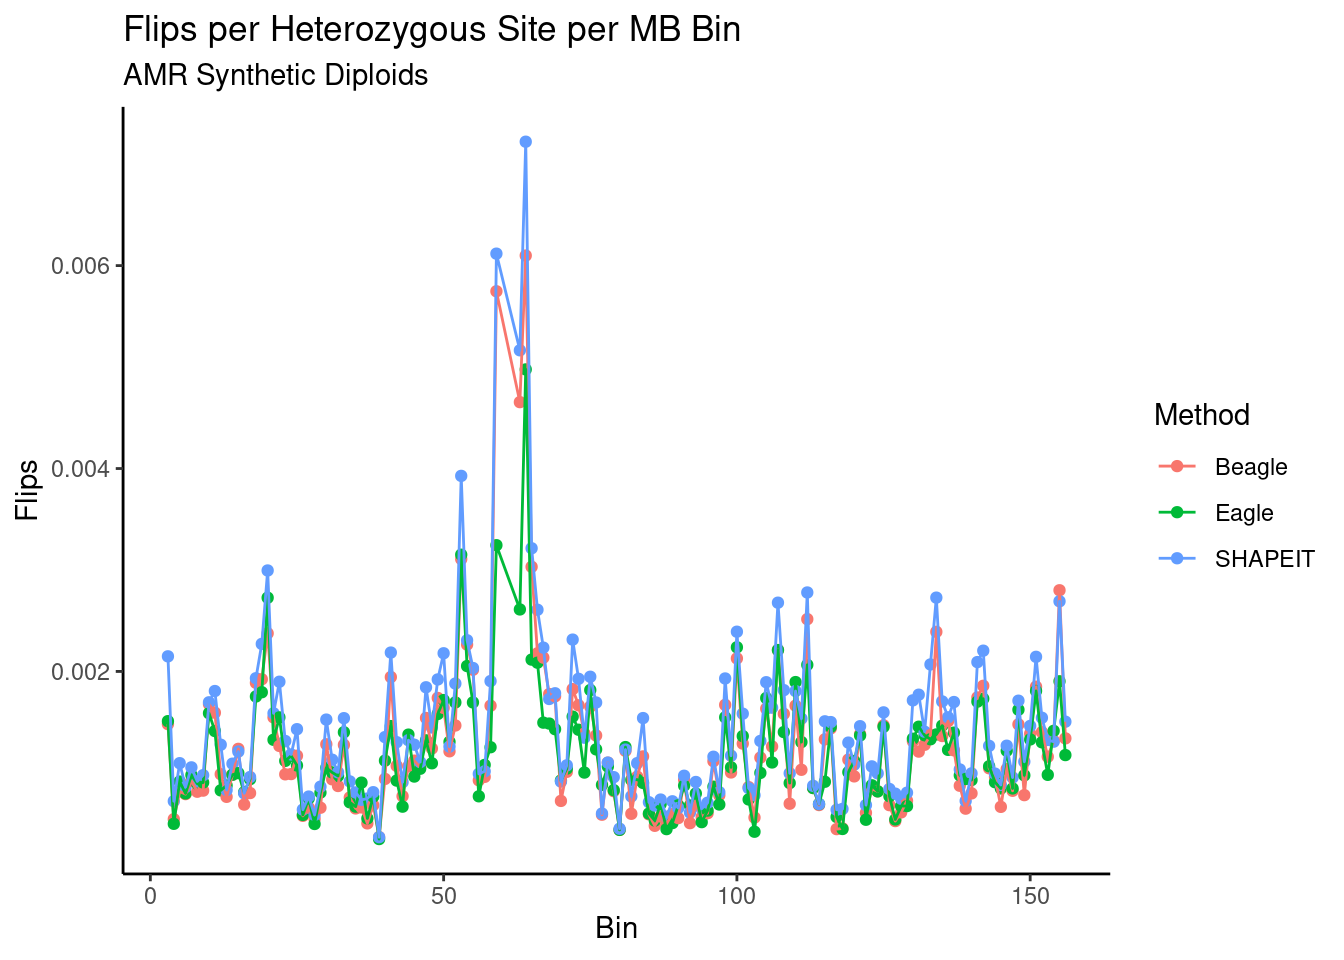 Flips per Heterozygous Site per MB Bin
AMR Synthetic Diploids
Flips
0.006
0.004
0.002
0
50
100
150
Bin
Method
Beagle
Eagle
SHAPEIT